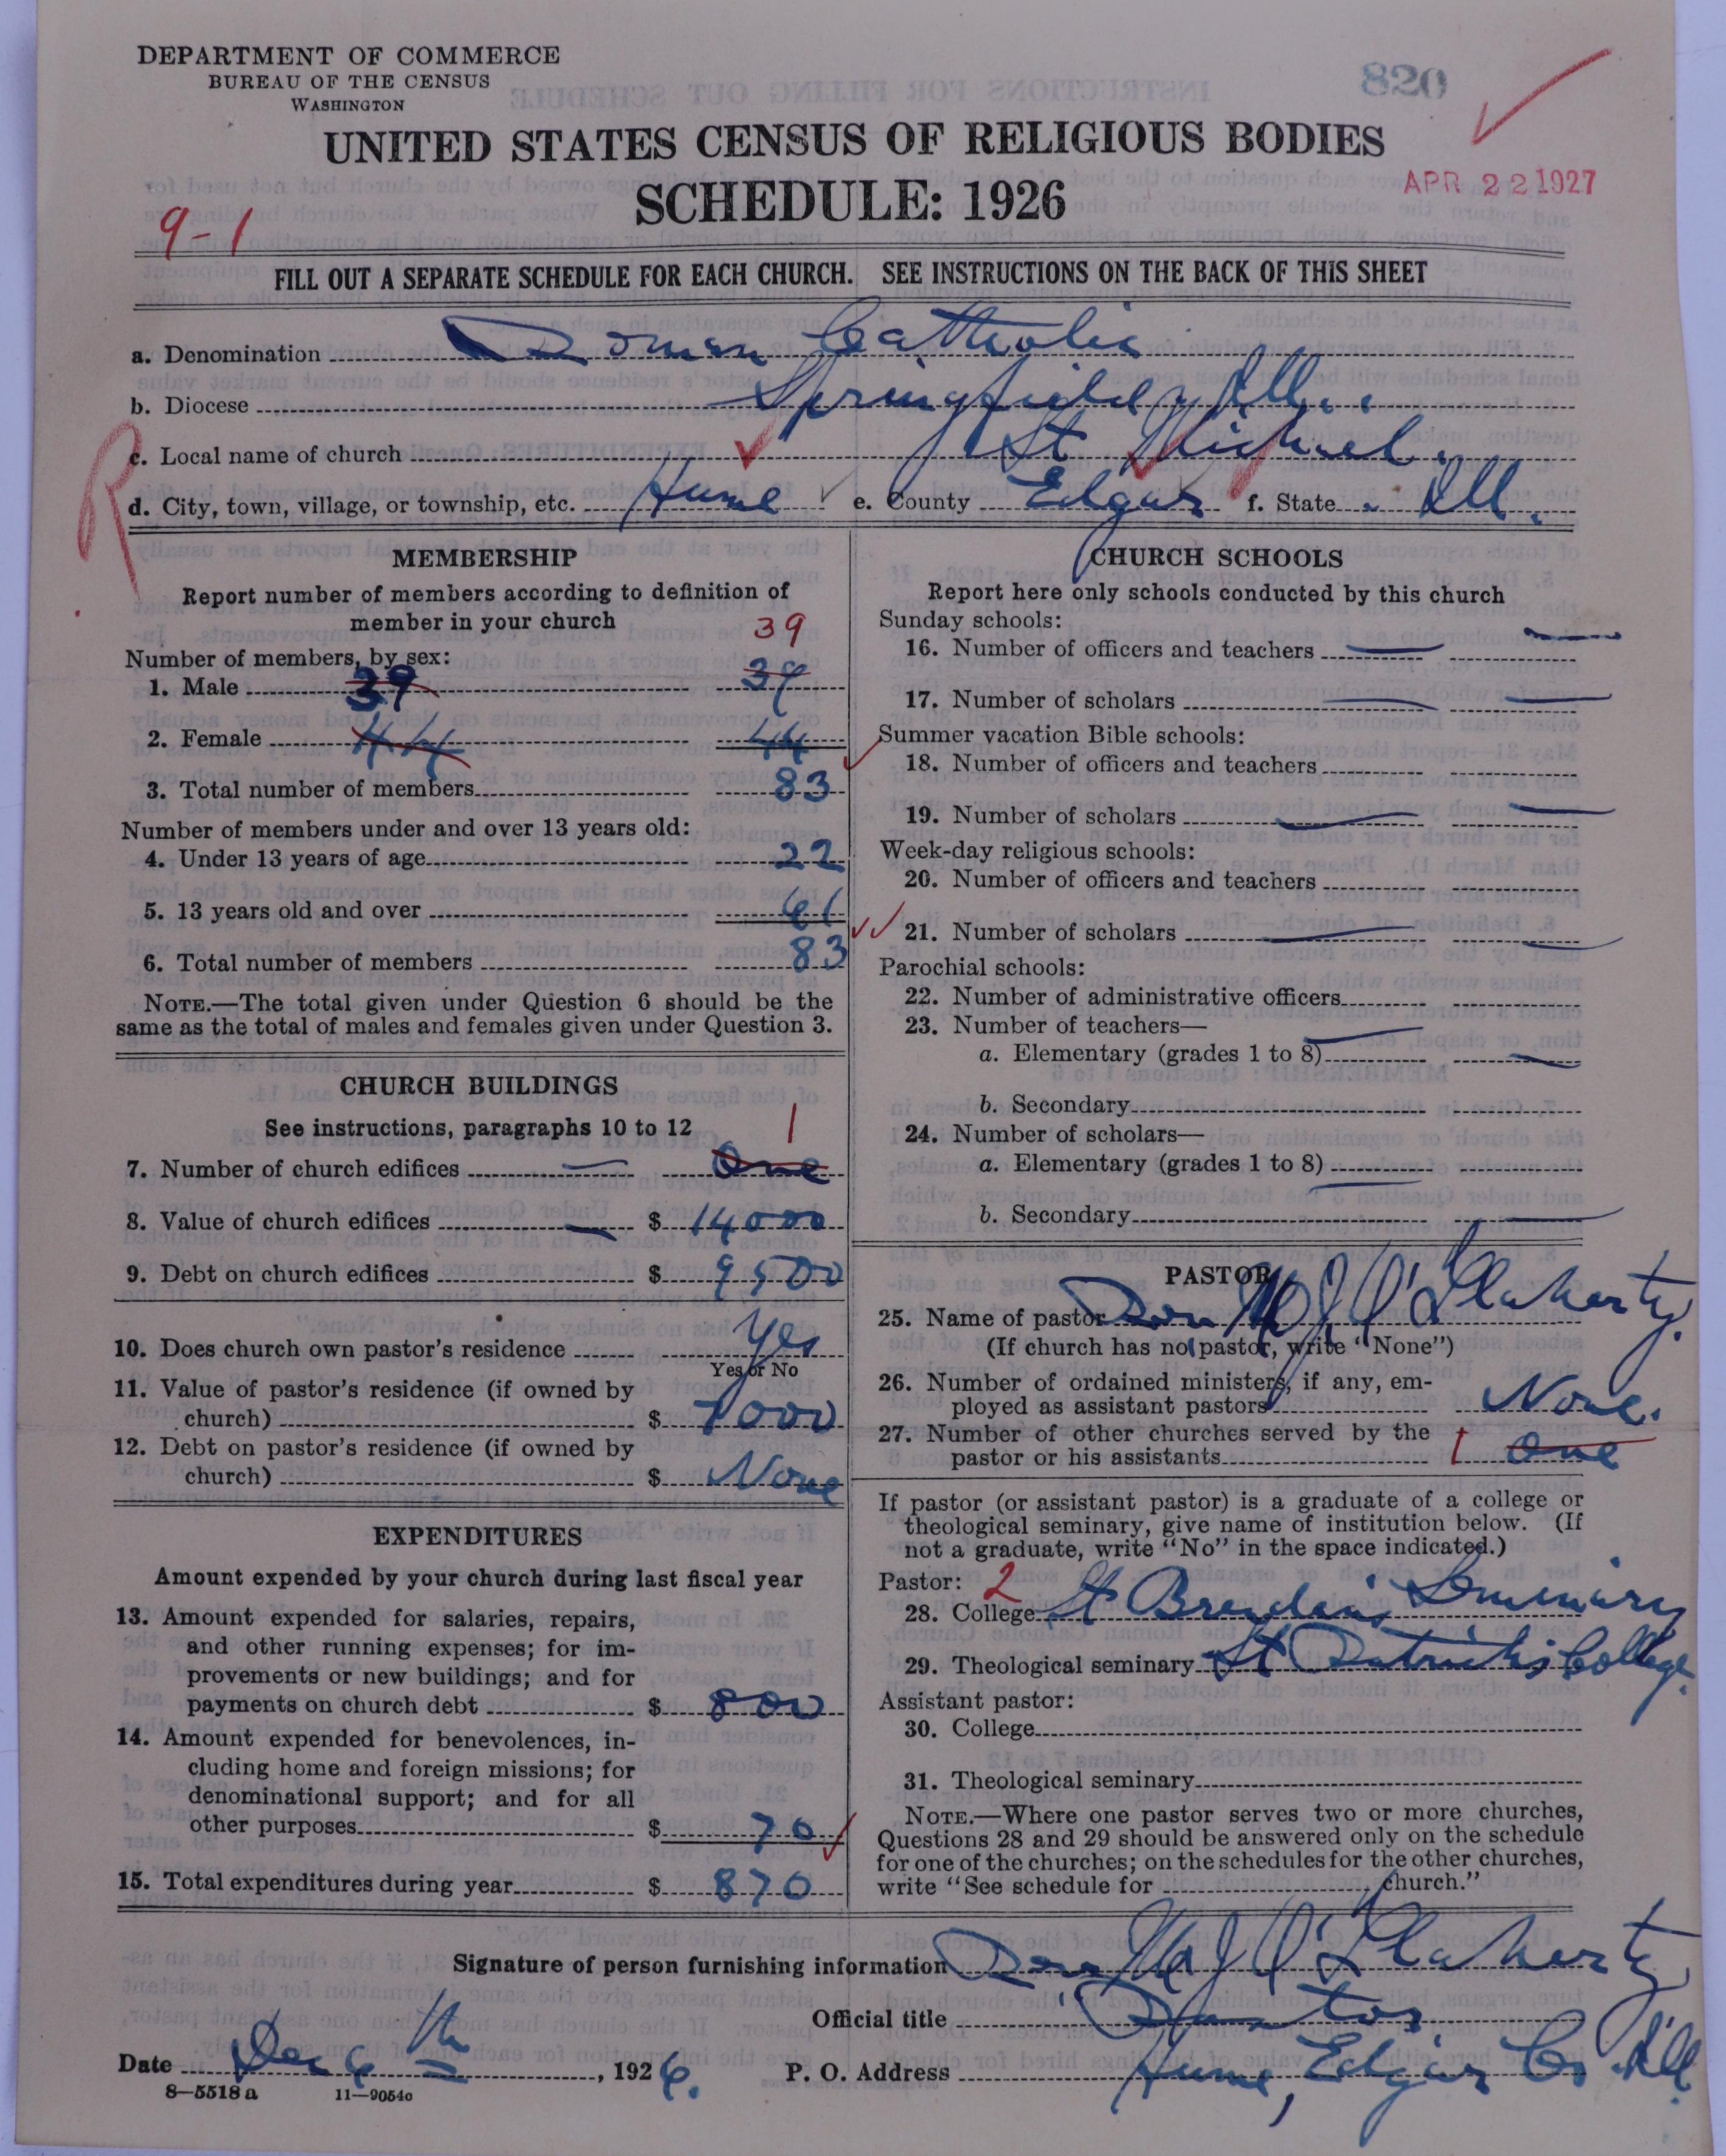 DEPARTMENT OF COMMERCE
BUREAU OF THE CENSUS
WASHINGTON
820
UNITED STATES CENSUS OF RELIGIOUS BODIES
SCHEDULE: 1926
APR 22 1927
9-1
FILL OUT A SEPARATE SCHEDULE FOR EACH CHURCH. SEE INSTRUCTIONS ON THE BACK OF THIS SHEET
a. Denomination Roman Catholic
b. Diocese Springfield, Ill.
c. Local name of church St Michael.
R
d. City, town, village, or township, etc. Hume e. County Edgar f. State Ill.
MEMBERSHIP
Report number of members according to definition of
member in your church
39
Number of members, by sex:
1. Male 39 39
2. Female 44 44
3. Total number of members 83
Number of members under and over 13 years old:
4. Under 13 years of age 22
5. 13 years old and over 61
6. Total number of members 83
NOTE.—The total given under Question 6 should be the
same as the total of males and females given under Question 3.
CHURCH BUILDINGS
See instructions, paragraphs 10 to 12
1
7. Number of church edifices — One
8. Value of church edifices — $ 14000
9. Debt on church edifices $ 9500
10. Does church own pastor's residence Yes
Yes or No
11. Value of pastor's residence (if owned by
church) $ 7000
12. Debt on pastor's residence (if owned by
church) $ None
EXPENDITURES
Amount expended by your church during last fiscal year
13. Amount expended for salaries, repairs,
and other running expenses; for im-
provements or new buildings; and for
payments on church debt $ 800
14. Amount expended for benevolences, in-
cluding home and foreign missions; for
denominational support; and for all
other purposes $ 70
15. Total expenditures during year $ 870
CHURCH SCHOOLS
Report here only schools conducted by this church
Sunday schools:
16. Number of officers and teachers — —
17. Number of scholars — —
Summer vacation Bible schools:
18. Number of officers and teachers
19. Number of scholars — —
Week-day religious schools:
20. Number of officers and teachers
21. Number of scholars — —
Parochial schools:
22. Number of administrative officers
23. Number of teachers—
a. Elementary (grades 1 to 8) — —
b. Secondary
24. Number of scholars—
a. Elementary (grades 1 to 8) —
b. Secondary —
PASTOR
25. Name of pastor M J O'Flaherty.
(If church has no pastor, write "None")
26. Number of ordained ministers, if any, em-
ployed as assistant pastors None.
27. Number of other churches served by the
pastor or his assistants 1 One
If pastor (or assistant pastor) is a graduate of a college or
theological seminary, give name of institution below. (If
not a graduate, write "No" in the space indicated.)
Pastor: 2
28. College St Brendan's Seminary
29. Theological seminary St Patrick's College.
Assistant pastor:
30. College
31. Theological seminary
NOTE.—Where one pastor serves two or more churches,
Questions 28 and 29 should be answered only on the schedule
for one of the churches; on the schedules for the other churches,
write "See schedule for church."
Signature of person furnishing information M J O'Flaherty
Official title Pastor.
Date Dec 6th, 1926. P. O. Address Hume, Edgar Co Ill.
8—5518 a 11—9054c